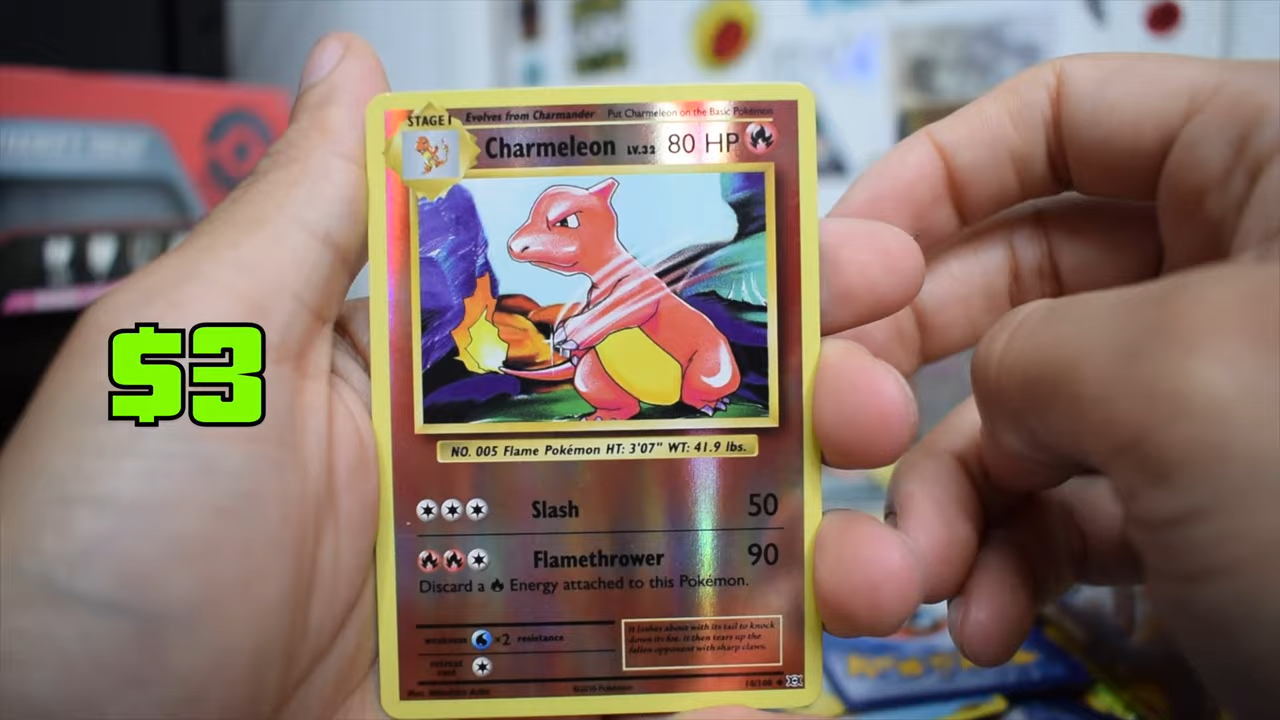 STAGE 1 Evolves from Charmander Put Charmeleon on the Basic Pokémon
Charmeleon LV.32 80 HP
$3
NO. 005 Flame Pokémon HT: 3'07" WT: 41.9 lbs.
Slash 50
Flamethrower 90
Discard a Energy attached to this Pokémon.
weakness ×2 resistance
retreat cost
It lashes about with its tail to knock
down its foe. It then tears up the
fallen opponent with sharp claws.
©2016 Pokémon